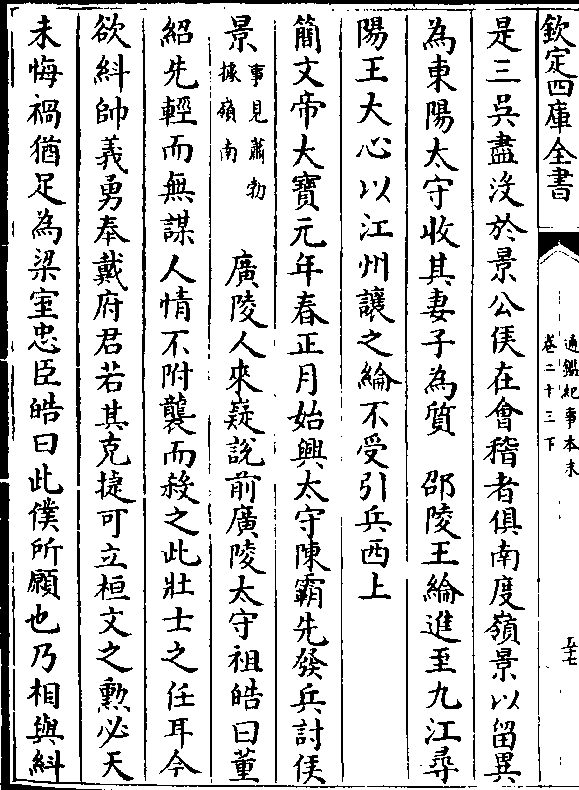 欽定四庫全書
通鑑紀事本末
卷二十三下
五十七
是三吳盡没於景公侯在會稽者俱南度嶺景以留異
為東陽太守收其妻子為質　邵陵王綸進至九江尋
陽王大心以江州讓之綸不受引兵西上
簡文帝大寶元年春正月始興太守陳霸先發兵討侯
景事見蕭勃據嶺南　廣陵人來嶷說前廣陵太守祖皓曰董
紹先輕而無謀人情不附襲而殺之此壯士之任耳今
欲糾帥義勇奉戴府君若其克捷可立桓文之勲必天
未悔禍猶足為梁室忠臣皓曰此僕所願也乃相與糾